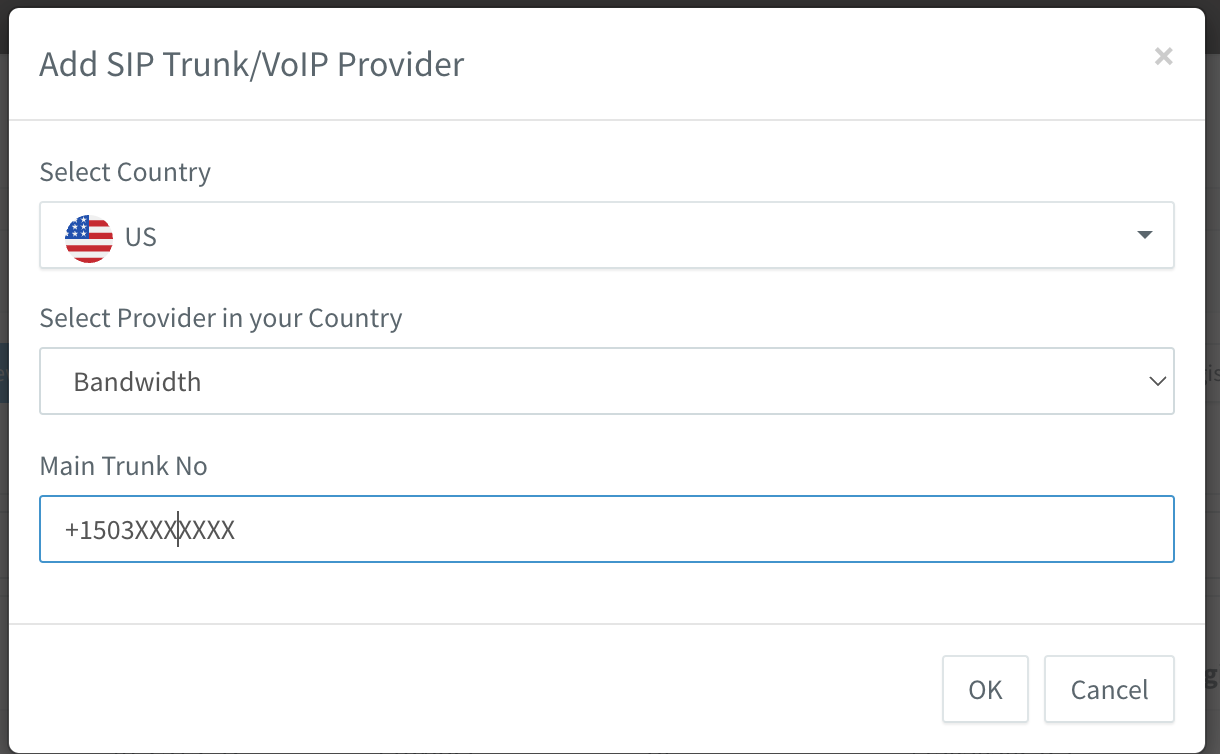 Add SIP Trunk/VoIP Provider
×
Select Country
US
Select Provider in your Country
Bandwidth
Main Trunk No
+1503XXXXXXX
OK
Cancel